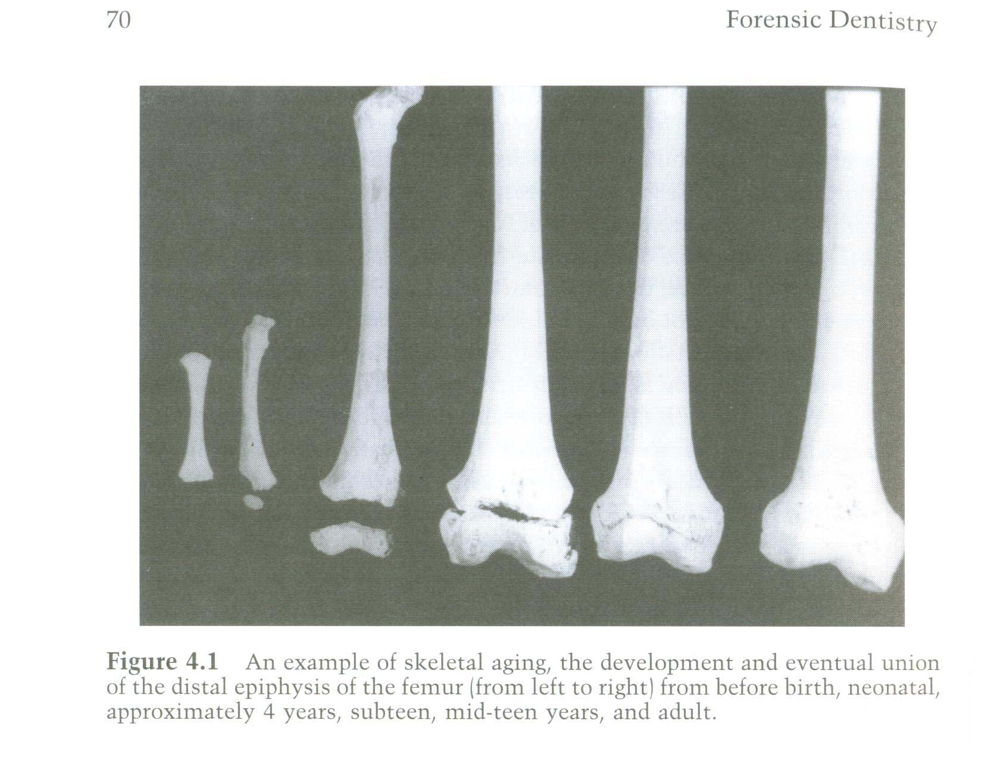 70
Forensic Dentistry
Figure 4.1 An example of skeletal aging, the development and eventual union
of the distal epiphysis of the femur (from left to right) from before birth, neonatal,
approximately 4 years, subteen, mid-teen years, and adult.